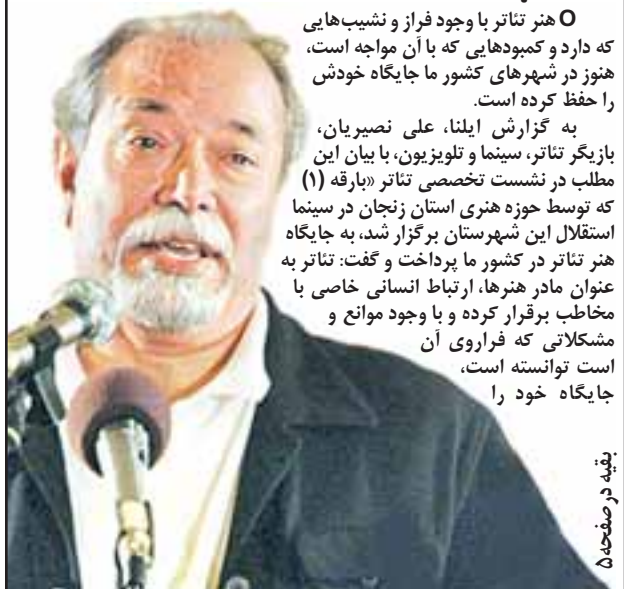 O هنر تئاتر با وجود فراز و نشیب‌هایی
که دارد و کمبودهایی که با آن مواجه است،
هنوز در شهرهای کشور ما جایگاه خودش
را حفظ کرده است.
به گزارش ایلنا، علی نصیریان،
بازیگر تئاتر، سینما و تلویزیون، با بیان این
مطلب در نشست تخصصی تئاتر «بارقه (۱)
که توسط حوزه هنری استان زنجان در سینما
استقلال این شهرستان برگزار شد، به جایگاه
هنر تئاتر در کشور ما پرداخت و گفت: تئاتر به
عنوان مادر هنرها، ارتباط انسانی خاصی با
مخاطب برقرار کرده و با وجود موانع و
مشکلاتی که فراروی آن
است توانسته است،
جایگاه خود را
بقیه در صفحه۵